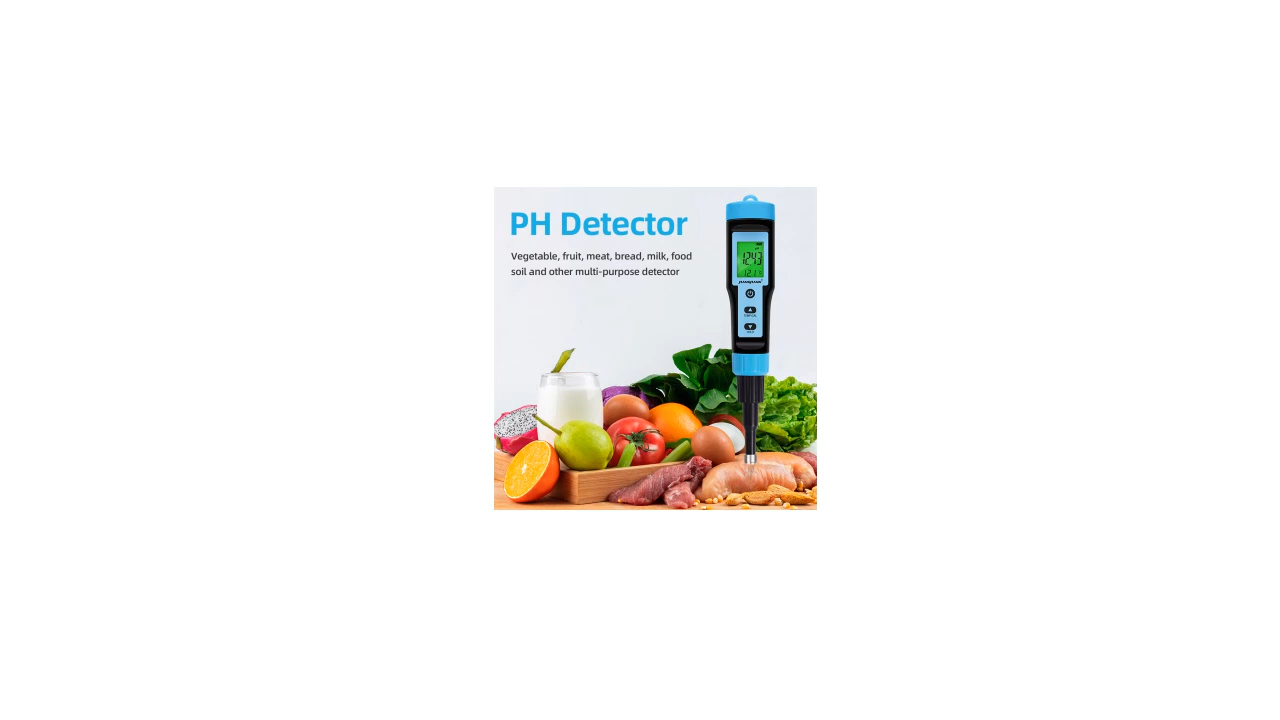 PH Detector
Vegetable, fruit, meat, bread, milk, food
soil and other multi-purpose detector